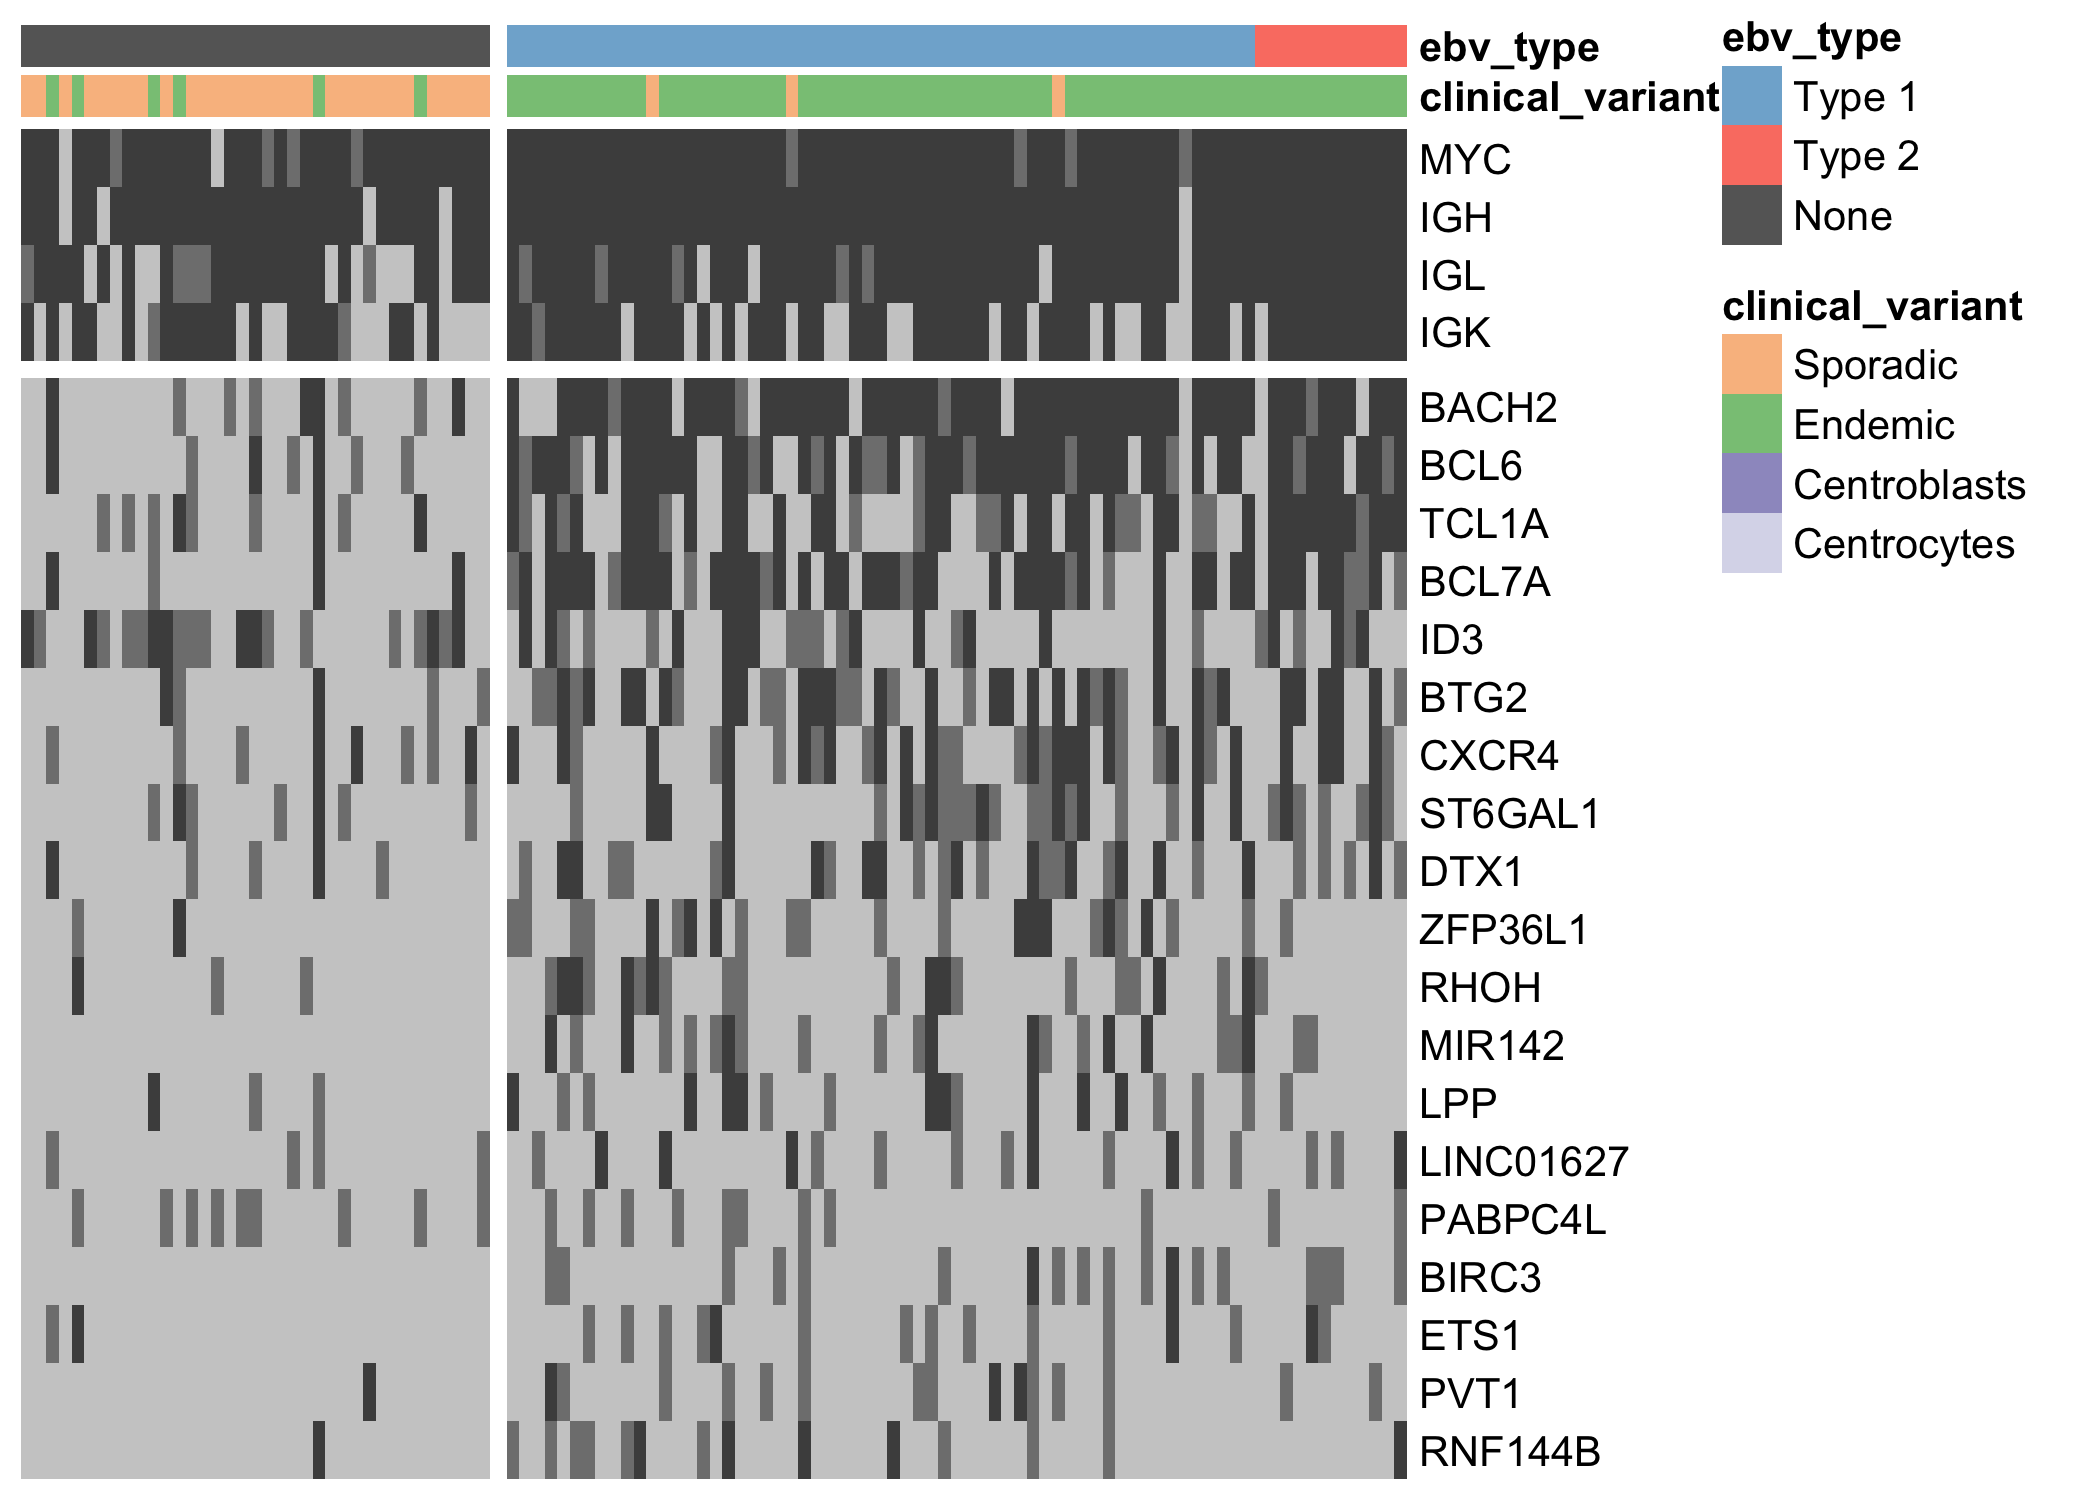 ebv_type
clinical_variant
MYC
IGH
IGL
IGK
BACH2
BCL6
TCL1A
BCL7A
ID3
BTG2
CXCR4
ST6GAL1
DTX1
ZFP36L1
RHOH
MIR142
LPP
LINC01627
PABPC4L
BIRC3
ETS1
PVT1
RNF144B
ebv_type
Type 1
Type 2
None
clinical_variant
Sporadic
Endemic
Centroblasts
Centrocytes